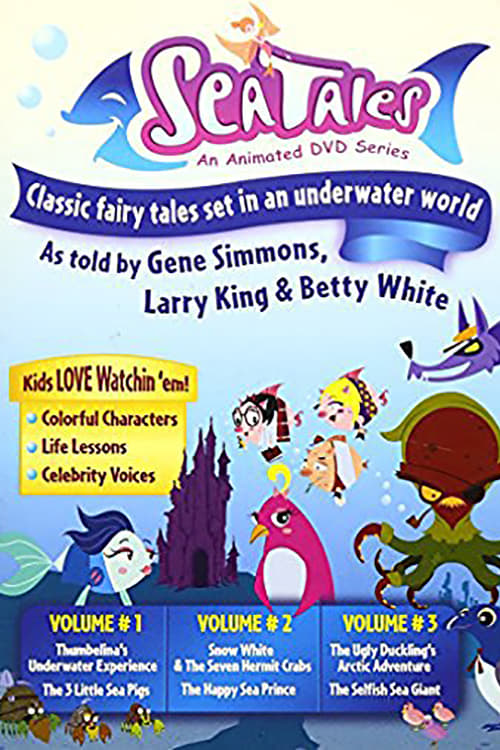 SeaTales
An Animated DVD Series
Classic fairy tales set in an underwater world
As told by Gene Simmons,
Larry King & Betty White
Kids LOVE Watchin 'em!
Colorful Characters
Life Lessons
Celebrity Voices
VOLUME # 1
Thumbelina's
Underwater Experience
The 3 Little Sea Pigs
VOLUME # 2
Snow White
& The Seven Hermit Crabs
The Happy Sea Prince
VOLUME # 3
The Ugly Duckling's
Arctic Adventure
The Selfish Sea Giant